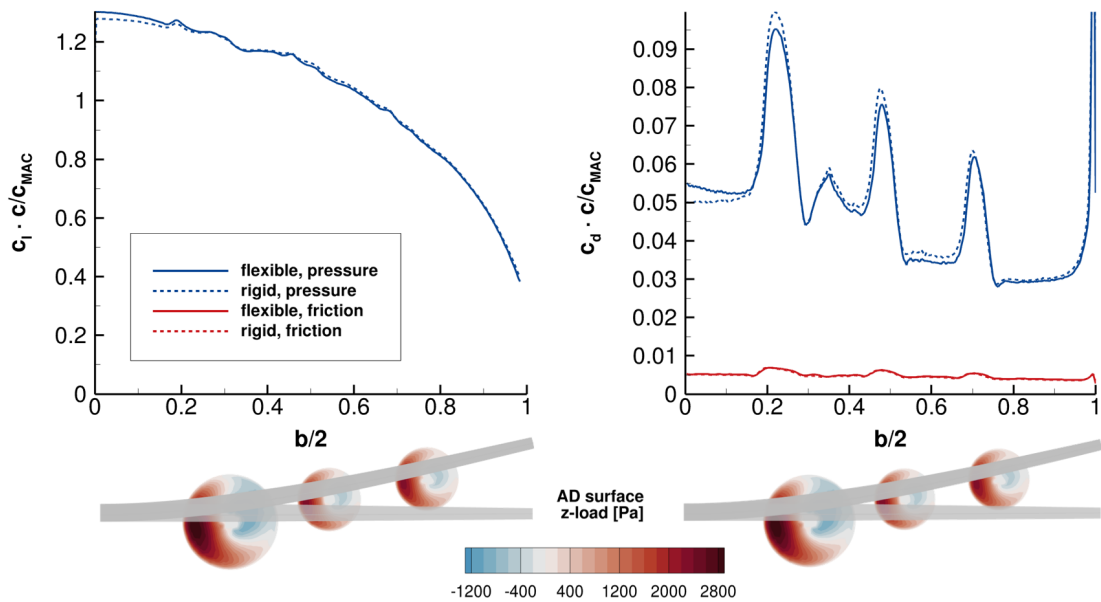 1.2
1
0.8
0.6
0.4
0.2
0
c_l · c/c_MAC
flexible, pressure
rigid, pressure
flexible, friction
rigid, friction
0 0.2 0.4 0.6 0.8 1
b/2
0.09
0.08
0.07
0.06
0.05
0.04
0.03
0.02
0.01
0
c_d · c/c_MAC
0 0.2 0.4 0.6 0.8 1
b/2
AD surface
z-load [Pa]
-1200 -400 400 1200 2000 2800